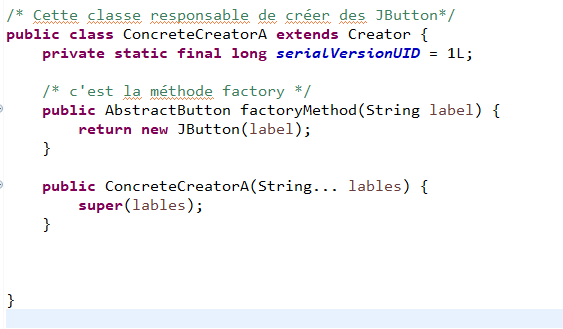 /* Cette classe responsable de créer des JButton*/
public class ConcreteCreatorA extends Creator {
    private static final long serialVersionUID = 1L;
    /* c'est la méthode factory */
    public AbstractButton factoryMethod(String label) {
        return new JButton(label);
    }
    public ConcreteCreatorA(String... lables) {
        super(lables);
    }
}